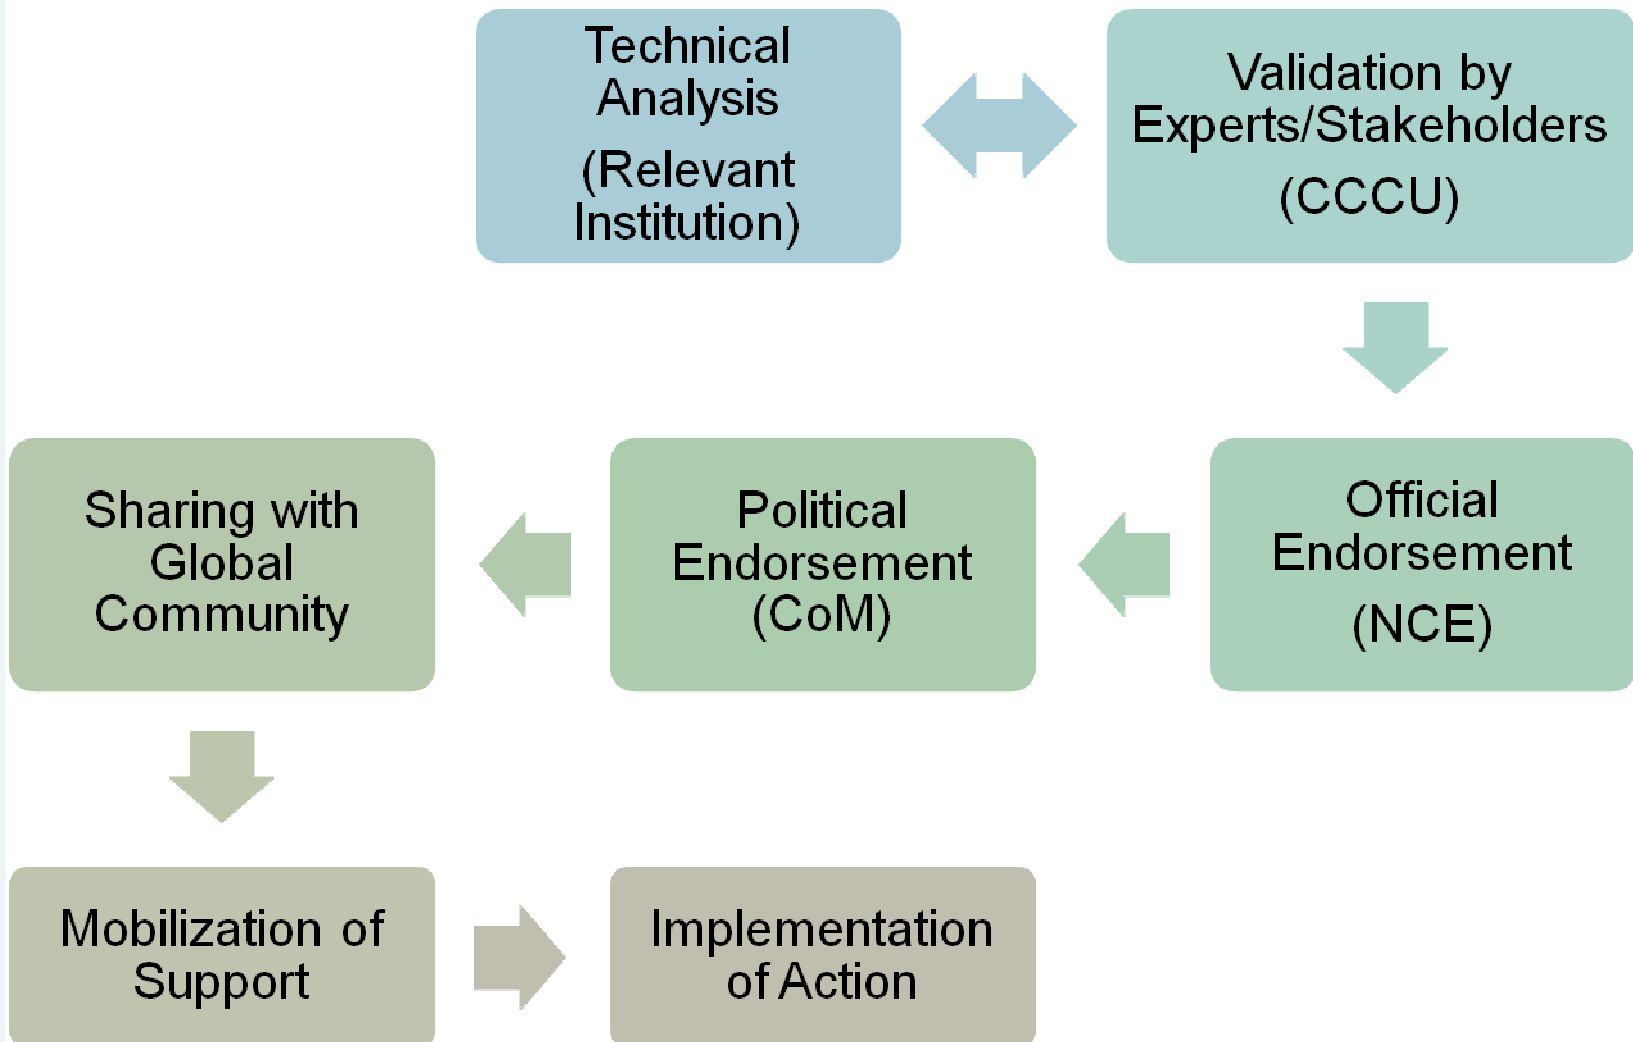 Technical
Analysis
(Relevant
Institution)
Validation by
Experts/Stakeholders
(CCCU)
Official
Endorsement
(NCE)
Political
Endorsement
(CoM)
Sharing with
Global
Community
Mobilization of
Support
Implementation
of Action